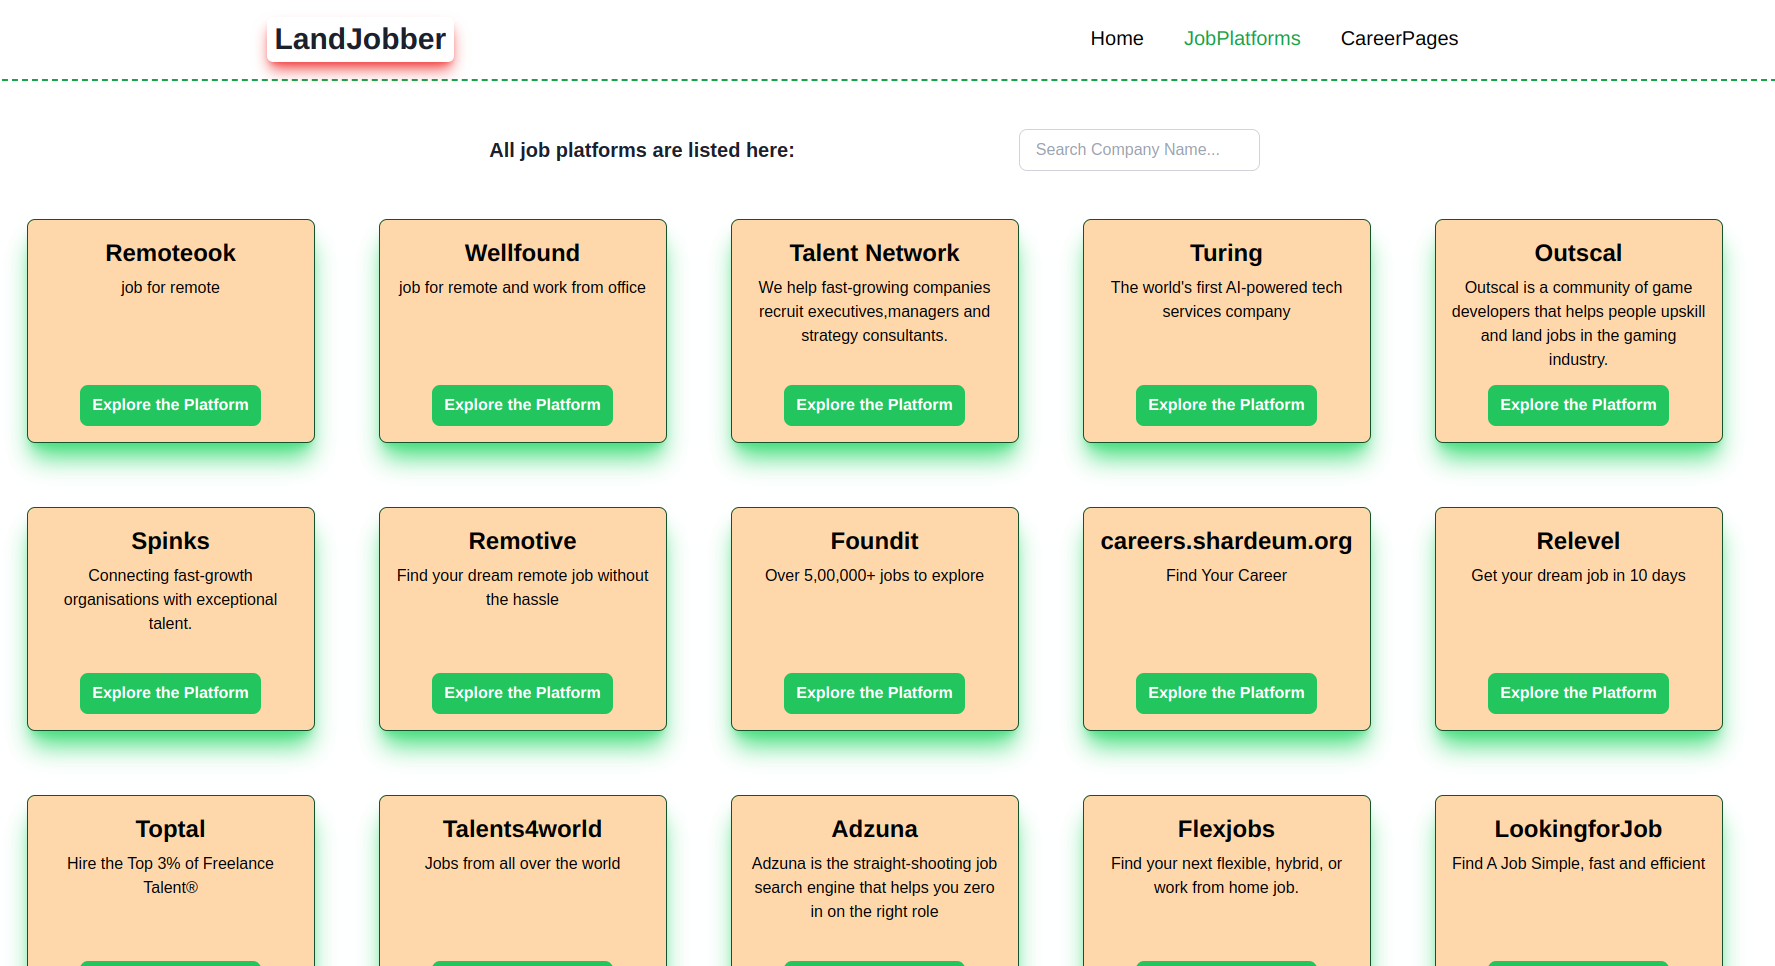 LandJobber
Home
JobPlatforms
CareerPages
All job platforms are listed here:
Search Company Name...
Remoteook
job for remote
Explore the Platform
Wellfound
job for remote and work from office
Explore the Platform
Talent Network
We help fast-growing companies
recruit executives,managers and
strategy consultants.
Explore the Platform
Turing
The world's first AI-powered tech
services company
Explore the Platform
Outscal
Outscal is a community of game
developers that helps people upskill
and land jobs in the gaming
industry.
Explore the Platform
Spinks
Connecting fast-growth
organisations with exceptional
talent.
Explore the Platform
Remotive
Find your dream remote job without
the hassle
Explore the Platform
Foundit
Over 5,00,000+ jobs to explore
Explore the Platform
careers.shardeum.org
Find Your Career
Explore the Platform
Relevel
Get your dream job in 10 days
Explore the Platform
Toptal
Hire the Top 3% of Freelance
Talent®
Talents4world
Jobs from all over the world
Adzuna
Adzuna is the straight-shooting job
search engine that helps you zero
in on the right role
Flexjobs
Find your next flexible, hybrid, or
work from home job.
LookingforJob
Find A Job Simple, fast and efficient